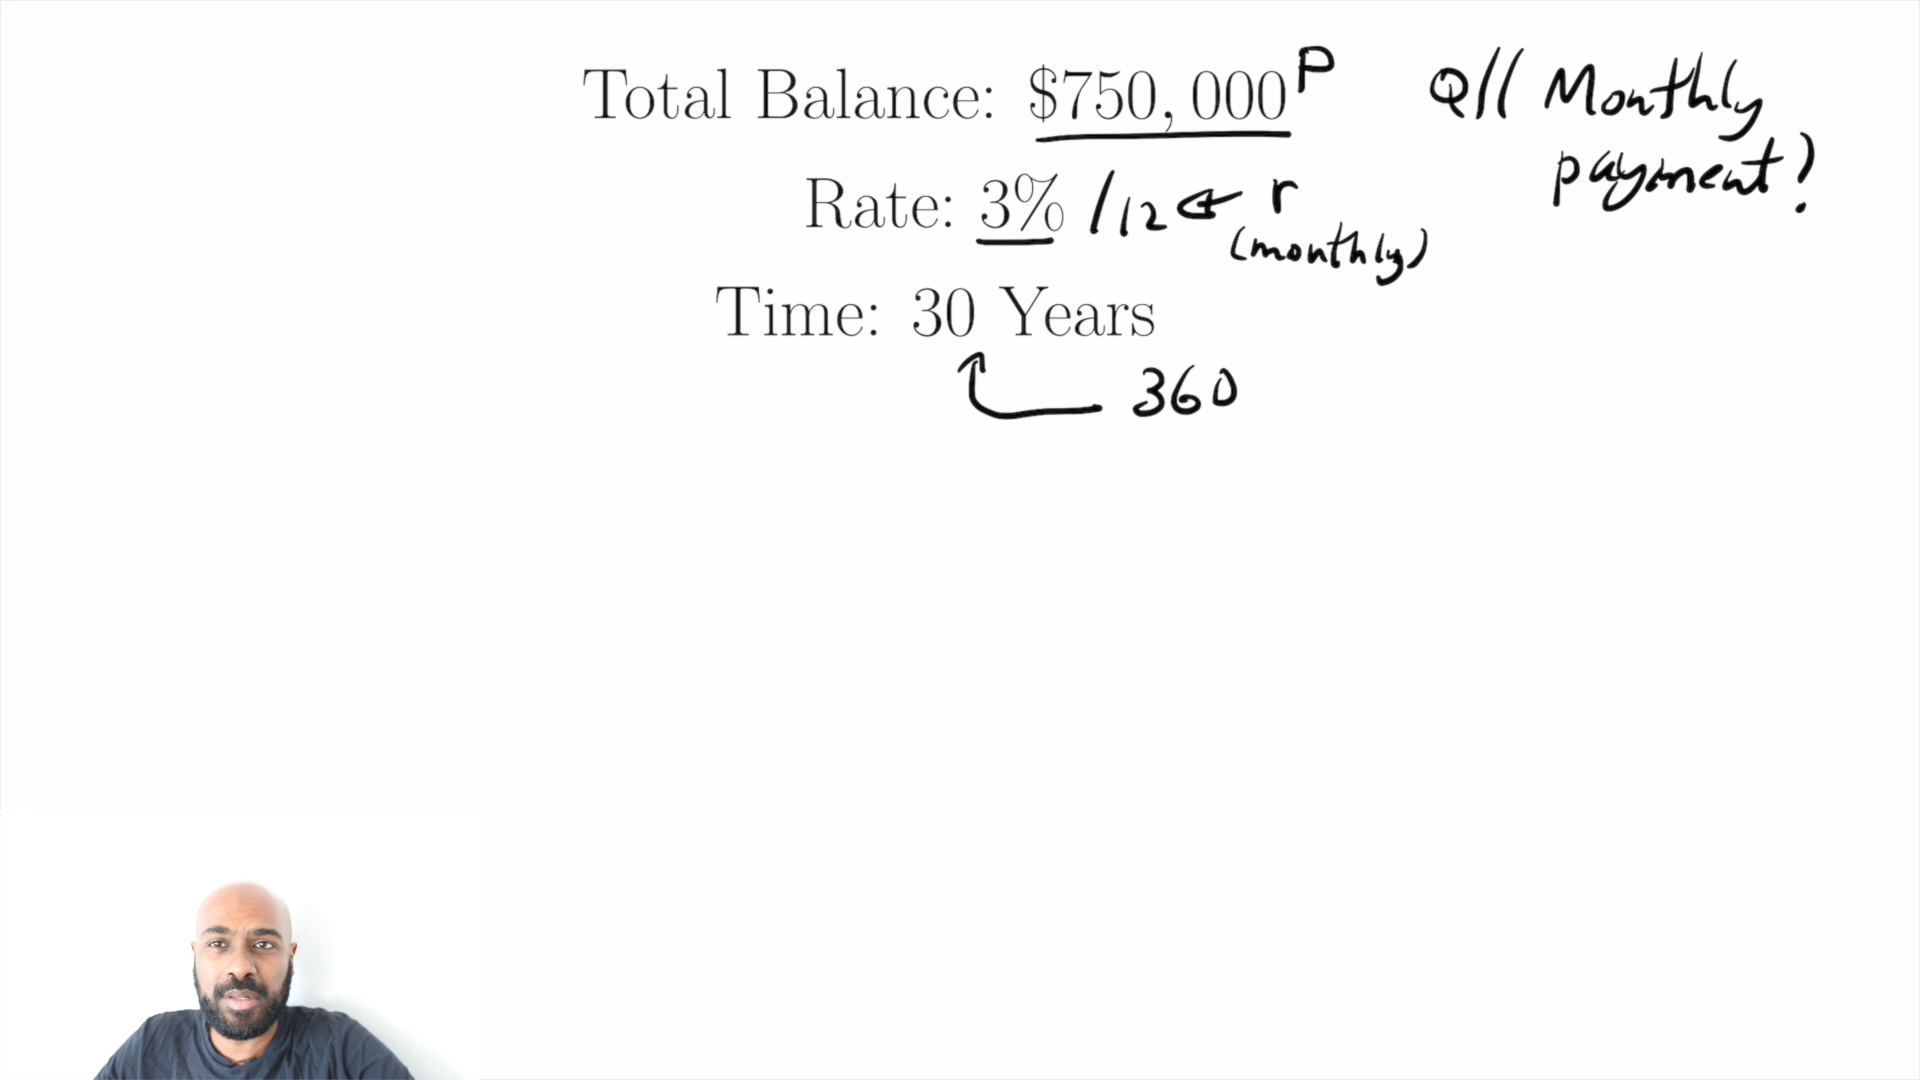 Total Balance: $750,000 P
Rate: 3% /12 ← r
(monthly)
Time: 30 Years
360
Q// Monthly
payment?